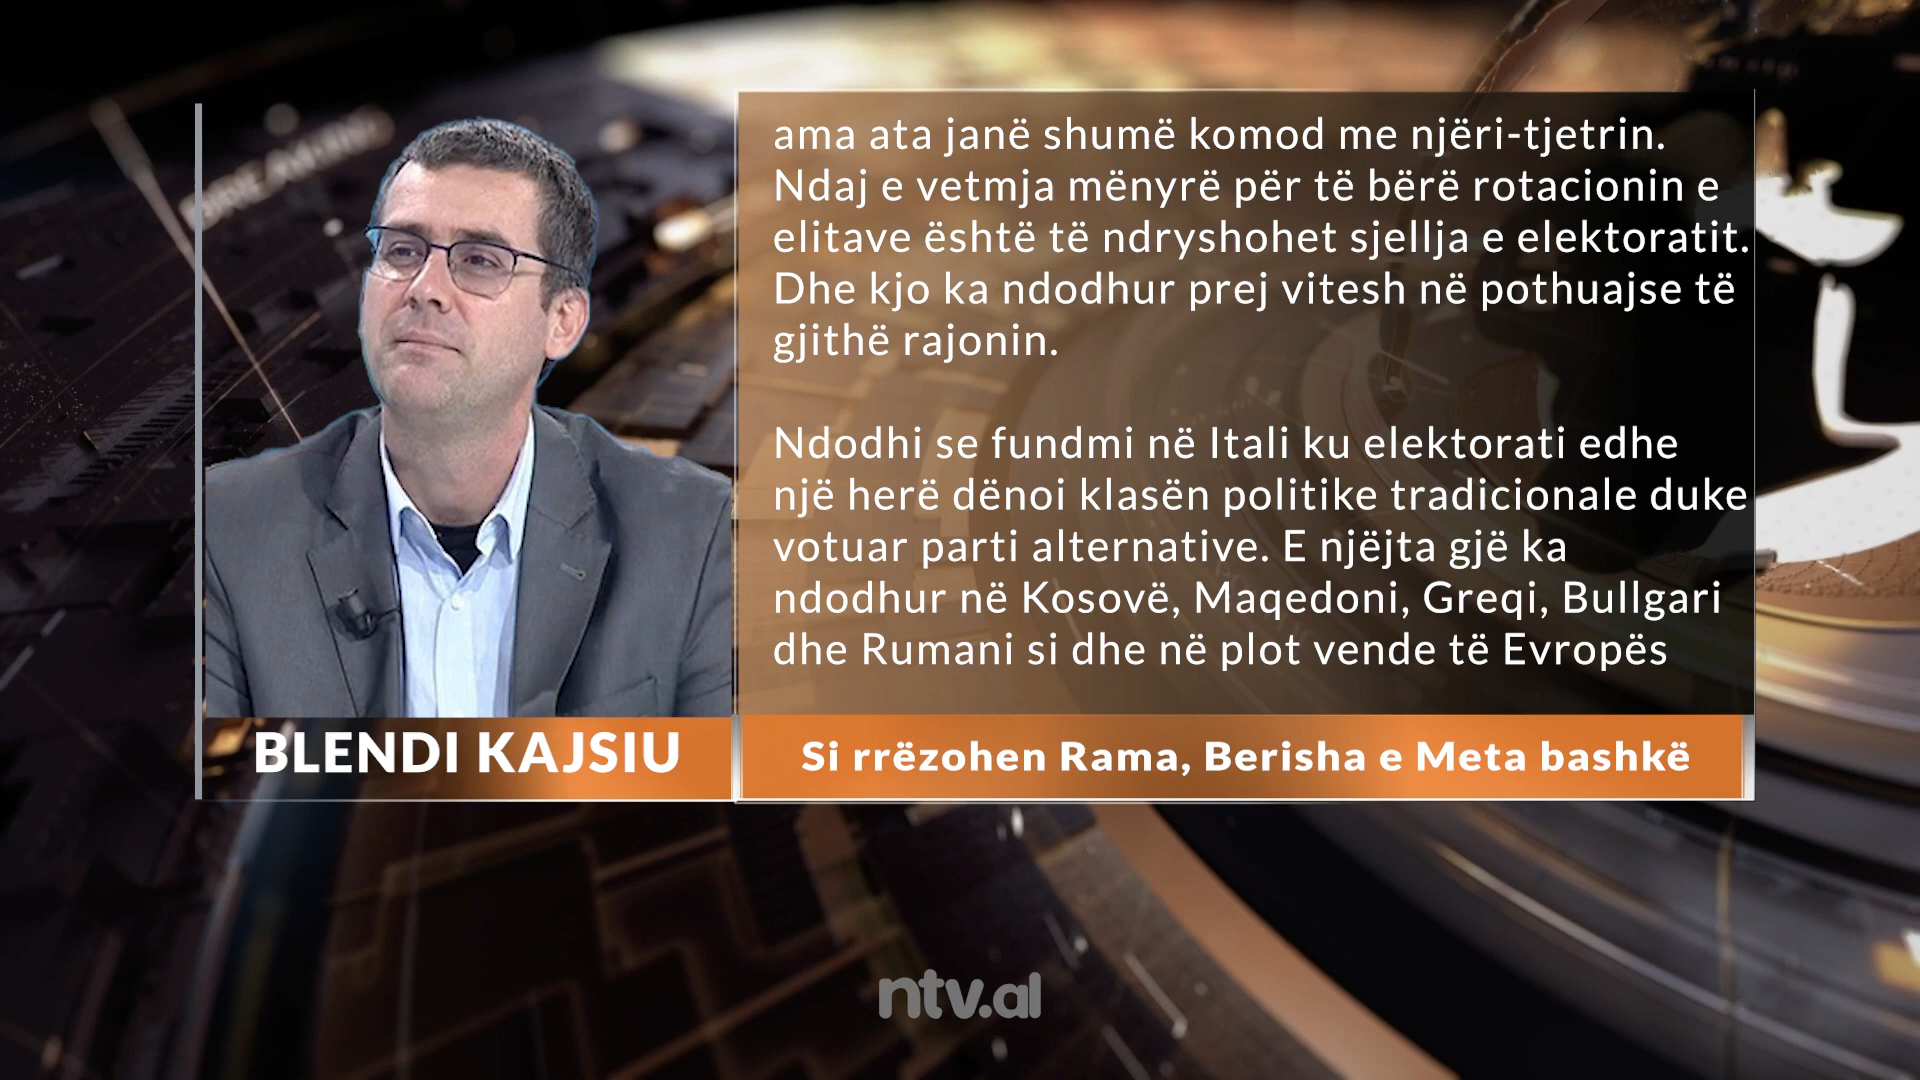 ama ata janë shumë komod me njëri-tjetrin.
Ndaj e vetmja mënyrë për të bërë rotacionin e
elitave është të ndryshohet sjellja e elektoratit.
Dhe kjo ka ndodhur prej vitesh në pothuajse të
gjithë rajonin.
Ndodhi se fundmi në Itali ku elektorati edhe
një herë dënoi klasën politike tradicionale duke
votuar parti alternative. E njëjta gjë ka
ndodhur në Kosovë, Maqedoni, Greqi, Bullgari
dhe Rumani si dhe në plot vende të Evropës
BLENDI KAJSIU
Si rrëzohen Rama, Berisha e Meta bashkë
ntv.al